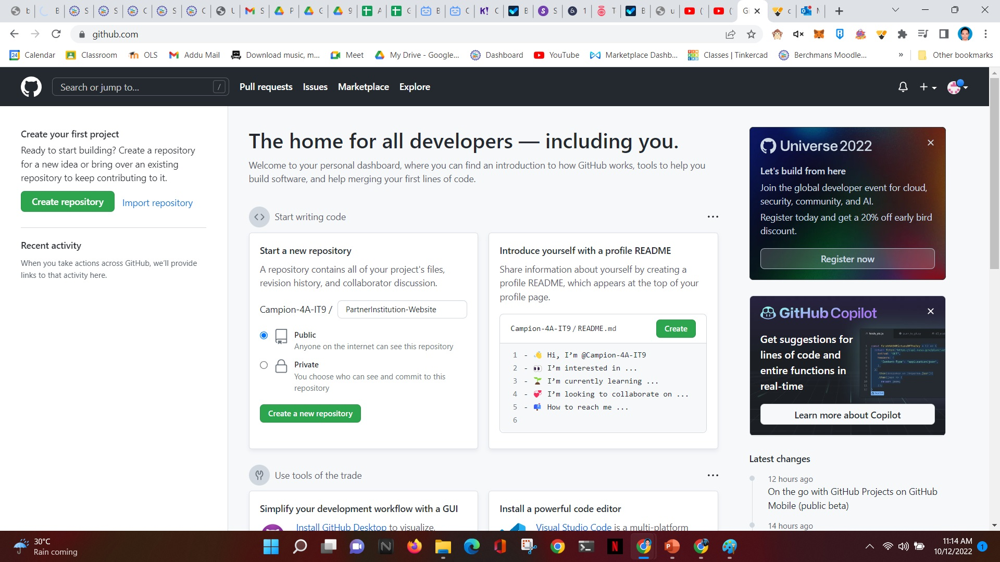 github.com
Calendar
Classroom
OLS
Addu Mail
Download music, m...
Meet
My Drive - Google...
Dashboard
YouTube
Marketplace Dashb...
Classes | Tinkercad
Berchmans Moodle...
»
Other bookmarks
Search or jump to...
/
Pull requests
Issues
Marketplace
Explore
Create your first project
Ready to start building? Create a repository
for a new idea or bring over an existing
repository to keep contributing to it.
Create repository
Import repository
Recent activity
When you take actions across GitHub, we'll provide
links to that activity here.
The home for all developers — including you.
Welcome to your personal dashboard, where you can find an introduction to how GitHub works, tools to help you
build software, and help merging your first lines of code.
Start writing code
Start a new repository
A repository contains all of your project's files,
revision history, and collaborator discussion.
Campion-4A-IT9 / PartnerInstitution-Website
Public
Anyone on the internet can see this repository
Private
You choose who can see and commit to this
repository
Create a new repository
Introduce yourself with a profile README
Share information about yourself by creating a
profile README, which appears at the top of your
profile page.
Campion-4A-IT9 / README.md
Create
1 - 👋 Hi, I'm @Campion-4A-IT9
2 - 👀 I'm interested in ...
3 - 🌱 I'm currently learning ...
4 - 💞️ I'm looking to collaborate on ...
5 - 📫 How to reach me ...
6
Use tools of the trade
Simplify your development workflow with a GUI
Install GitHub Desktop to visualize,
Install a powerful code editor
Visual Studio Code is a multi-platform
Universe 2022
Let's build from here
Join the global developer event for cloud,
security, community, and AI.
Register today and get a 20% off early bird
discount.
Register now
GitHub Copilot
Get suggestions for
lines of code and
entire functions in
real-time
Learn more about Copilot
Latest changes
12 hours ago
On the go with GitHub Projects on GitHub
Mobile (public beta)
14 hours ago
30°C
Rain coming
11:14 AM
10/12/2022
1